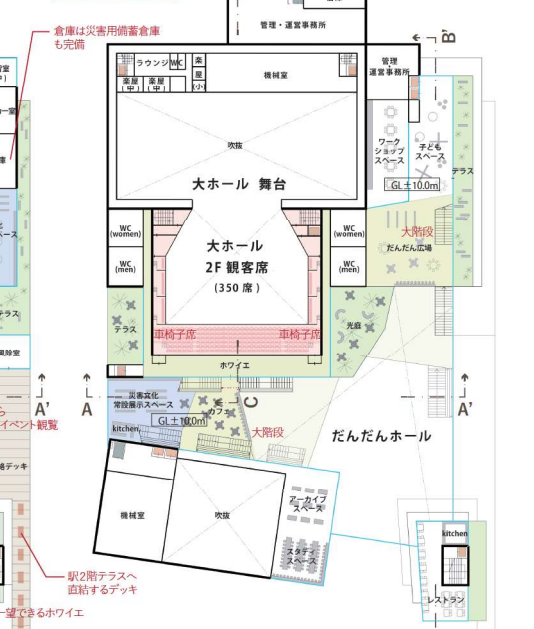 管理・運営事務所
倉庫は災害用備蓄倉庫
も完備
ラウンジ
WC
楽屋(小)
機械室
管理
運営事務所
B'
楽屋
(中)
楽屋
(中)
吹抜
ワーク
ショップ
スペース
子ども
スペース
テラス
大ホール 舞台
GL±10.0m
WC
(women)
大ホール
2F 観客席
(350 席)
WC
(women)
大階段
だんだん広場
WC
(men)
WC
(men)
テラス
テラス
車椅子席
車椅子席
光庭
風除室
ホワイエ
A'
A
災害文化
常設展示スペース
C
A'
イベント観覧
カフェ
GL±10.0m
kitchen
大階段
だんだんホール
デッキ
機械室
吹抜
アーカイブ
スペース
スタディ
スペース
kitchen
駅2階テラスへ
直結するデッキ
レストラン
一望できるホワイエ
B